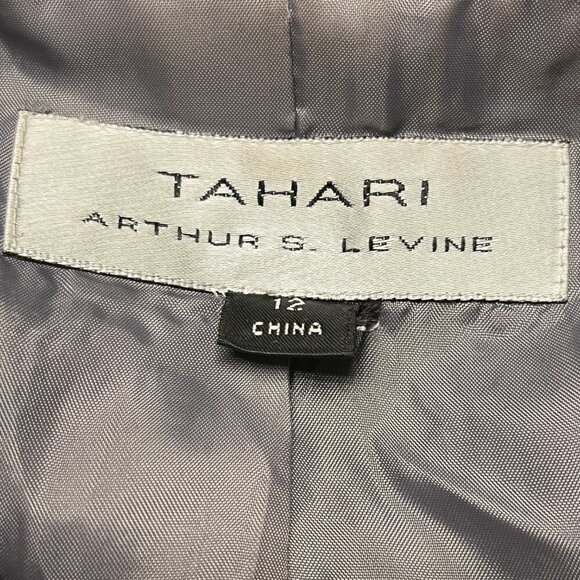 TAHARI
ARTHUR S. LEVINE
12
CHINA